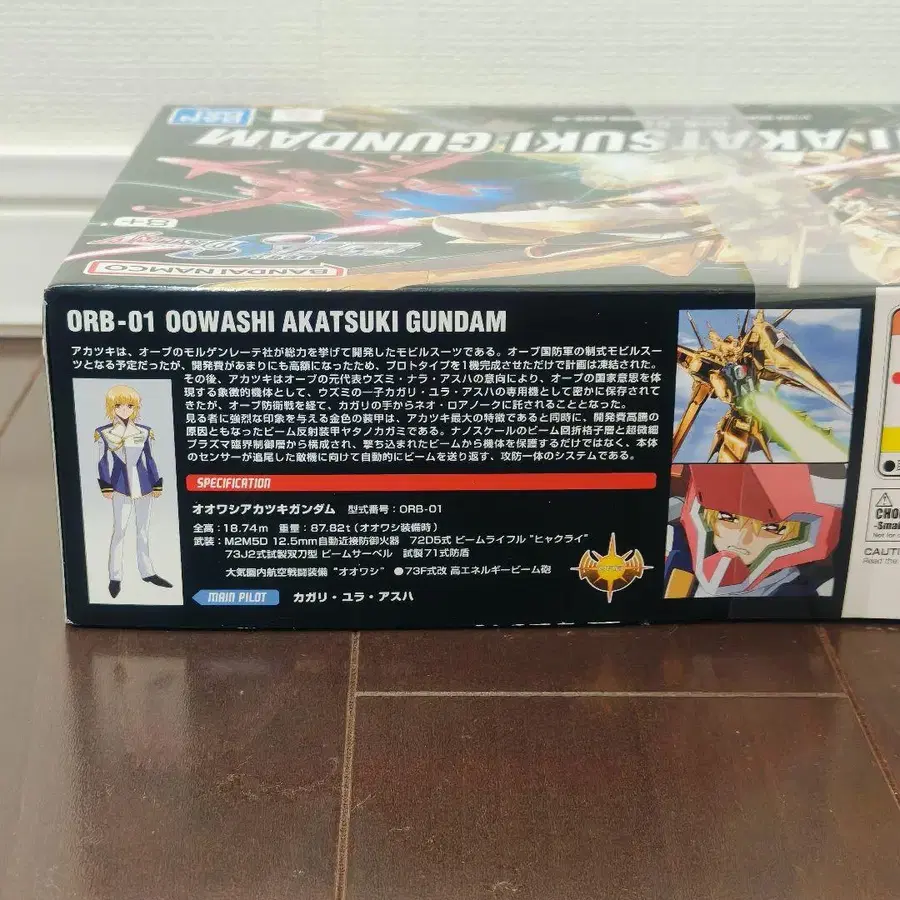 AKATSUKI GUNDAM
8+
BANDAI NAMCO
ORB-01 OOWASHI AKATSUKI GUNDAM
アカツキは、オーブのモルゲンレーテ社が総力を挙げて開発したモビルスーツである。オーブ国防軍の制式モビルスー
ツとなる予定だったが、開発費があまりにも高額になったため、プロトタイプを1機完成させただけで計画は凍結された。
その後、アカツキはオーブの元代表ウズミ・ナラ・アスハの意向により、オーブの国家意思を体
現する象徴的機体として、ウズミの一子カガリ・ユラ・アスハの専用機として密かに保存されて
きたが、オーブ防衛戦を経て、カガリの手からネオ・ロアノークに託されることとなった。
見る者に強烈な印象を与える金色の装甲は、アカツキ最大の特徴であると同時に、開発費高騰の
原因ともなったビーム反射装甲ヤタノカガミである。ナノスケールのビーム回折格子層と超微細
プラズマ臨界制御層から構成され、撃ち込まれたビームから機体を保護するだけではなく、本体
のセンサーが追尾した敵機に向けて自動的にビームを送り返す、攻防一体のシステムである。
SPECIFICATION
オオワシアカツキガンダム 型式番号：ORB-01
全高：18.74m 重量：87.82t（オオワシ装備時）
武装：M2M5D 12.5mm自動近接防御火器 72D5式 ビームライフル"ヒャクライ"
73J2式試製双刀型 ビームサーベル 試製71式防盾
大気圏内航空戦闘装備"オオワシ" ●73F式改 高エネルギービーム砲
MAIN PILOT カガリ・ユラ・アスハ
CHO
-Smal
Not for c
CAUTI
Read the